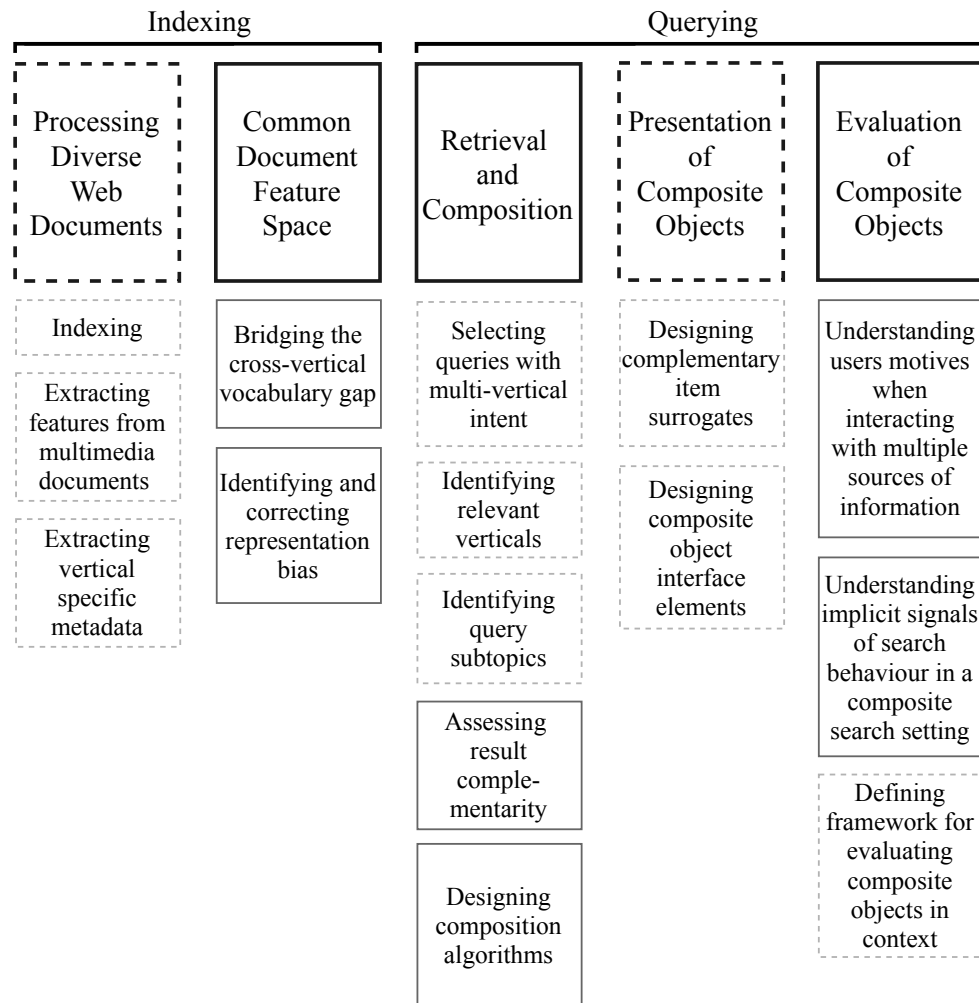 Indexing
Querying
Processing
Diverse
Web
Documents
Common
Document
Feature
Space
Retrieval
and
Composition
Presentation
of
Composite
Objects
Evaluation
of
Composite
Objects
Indexing
Extracting
features from
multimedia
documents
Extracting
vertical
specific
metadata
Bridging the
cross-vertical
vocabulary gap
Identifying and
correcting
representation
bias
Selecting
queries with
multi-vertical
intent
Identifying
relevant
verticals
Identifying
query
subtopics
Assessing
result
comple-
mentarity
Designing
composition
algorithms
Designing
complementary
item
surrogates
Designing
composite
object
interface
elements
Understanding
users motives
when
interacting
with multiple
sources of
information
Understanding
implicit signals
of search
behaviour in a
composite
search setting
Defining
framework for
evaluating
composite
objects in
context